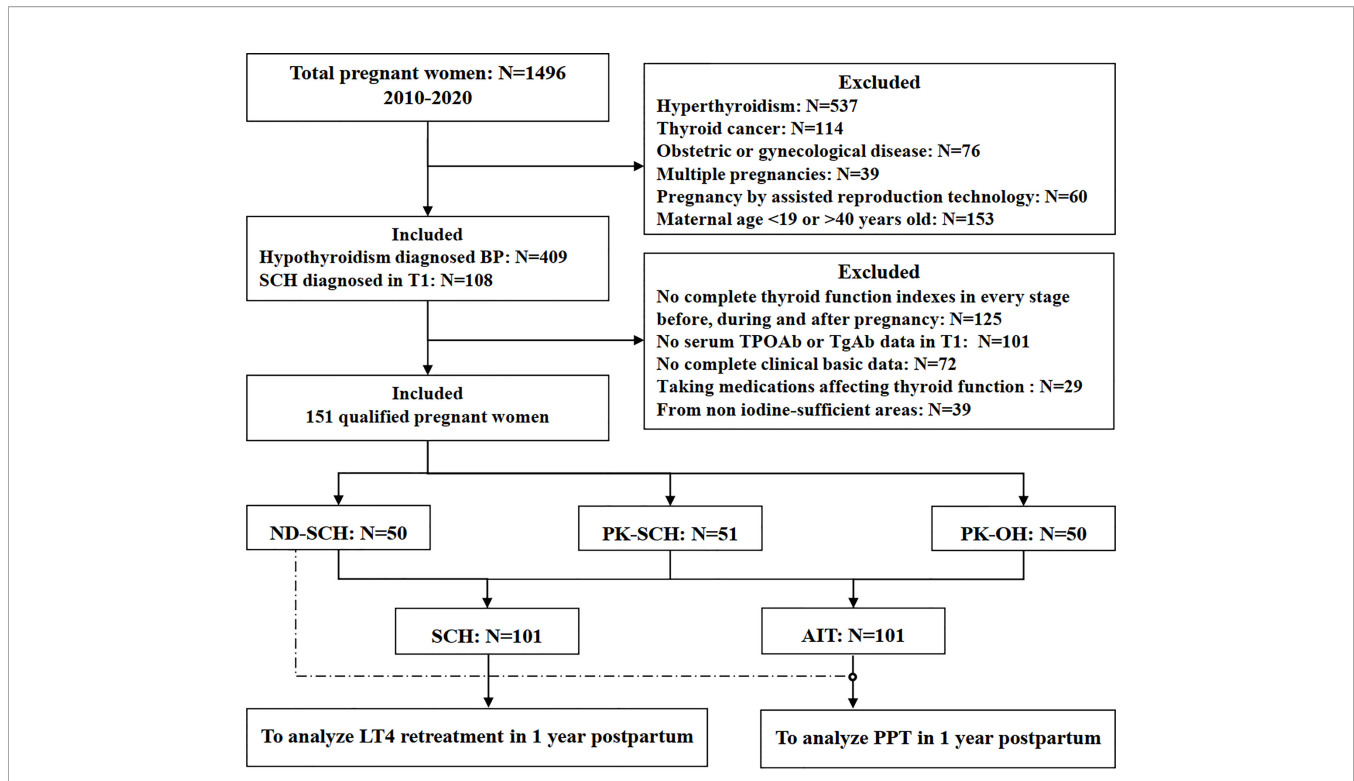 Total pregnant women: N=1496
2010-2020
Excluded
Hyperthyroidism: N=537
Thyroid cancer: N=114
Obstetric or gynecological disease: N=76
Multiple pregnancies: N=39
Pregnancy by assisted reproduction technology: N=60
Maternal age <19 or >40 years old: N=153
Included
Hypothyroidism diagnosed BP: N=409
SCH diagnosed in T1: N=108
Excluded
No complete thyroid function indexes in every stage
before, during and after pregnancy: N=125
No serum TPOAb or TgAb data in T1: N=101
No complete clinical basic data: N=72
Taking medications affecting thyroid function : N=29
From non iodine-sufficient areas: N=39
Included
151 qualified pregnant women
ND-SCH: N=50
PK-SCH: N=51
PK-OH: N=50
SCH: N=101
AIT: N=101
To analyze LT4 retreatment in 1 year postpartum
To analyze PPT in 1 year postpartum